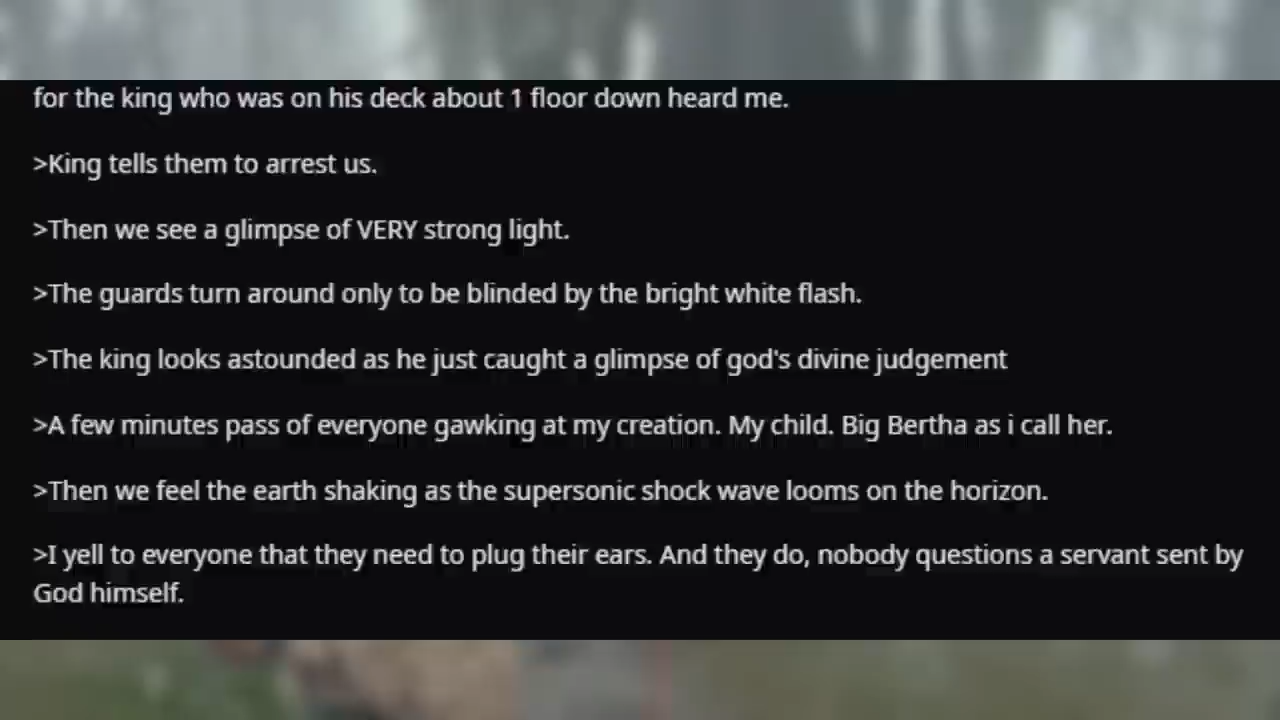 for the king who was on his deck about 1 floor down heard me.
>King tells them to arrest us.
>Then we see a glimpse of VERY strong light.
>The guards turn around only to be blinded by the bright white flash.
>The king looks astounded as he just caught a glimpse of god's divine judgement
>A few minutes pass of everyone gawking at my creation. My child. Big Bertha as i call her.
>Then we feel the earth shaking as the supersonic shock wave looms on the horizon.
>I yell to everyone that they need to plug their ears. And they do, nobody questions a servant sent by
God himself.